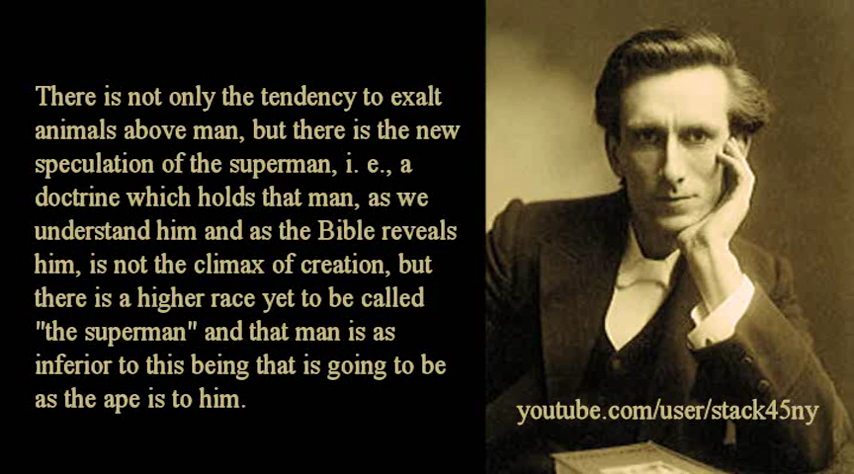 There is not only the tendency to exalt
animals above man, but there is the new
speculation of the superman, i. e., a
doctrine which holds that man, as we
understand him and as the Bible reveals
him, is not the climax of creation, but
there is a higher race yet to be called
"the superman" and that man is as
inferior to this being that is going to be
as the ape is to him.
youtube.com/user/stack45ny